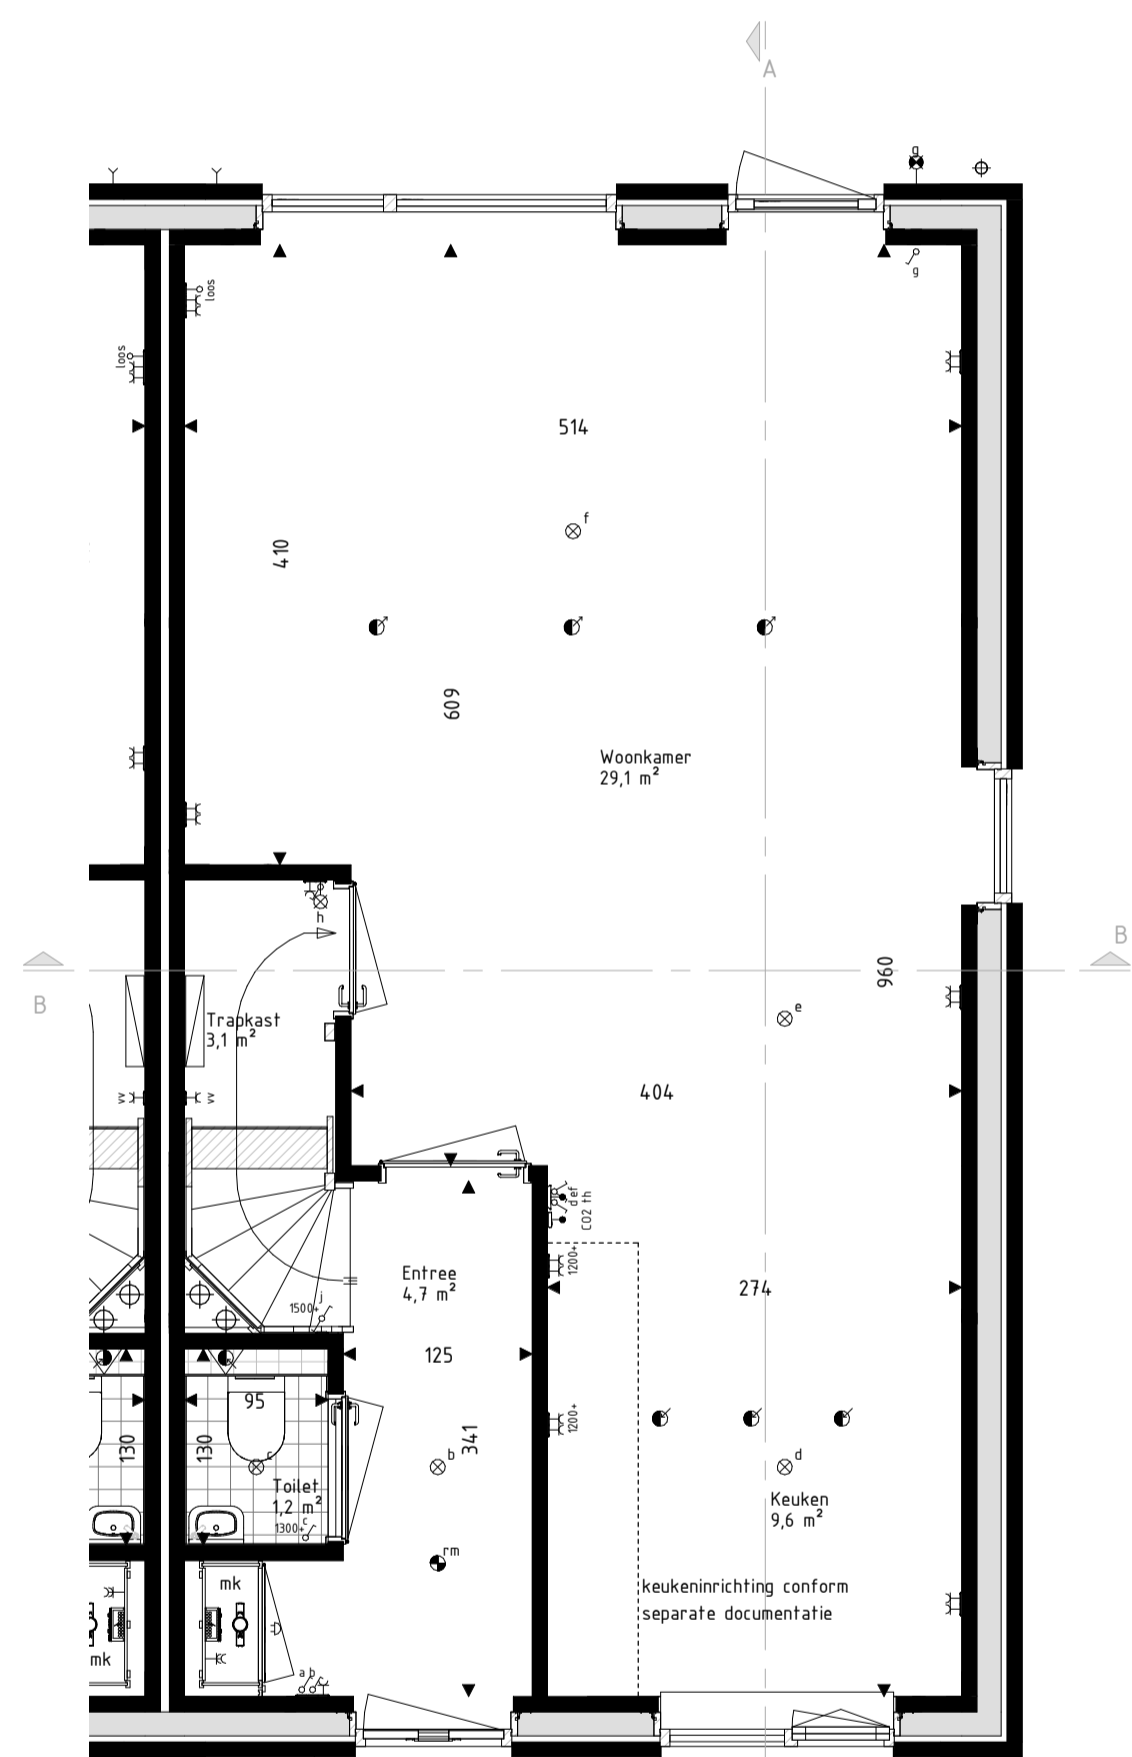 A
g
g
loos
loos
514
f
410
609
Woonkamer
29,1 m²
h
B
B
960
Trapkast
3,1 m²
e
vv
vv
404
d e f
CO2 th
1200+
Entree
4,7 m²
274
j
1500+
125
95
1200+
130
130
341
c
b
d
Toilet
1,2 m²
c
1300+
Keuken
9,6 m²
rm
mk
keukeninrichting conform
separate documentatie
mk
a b